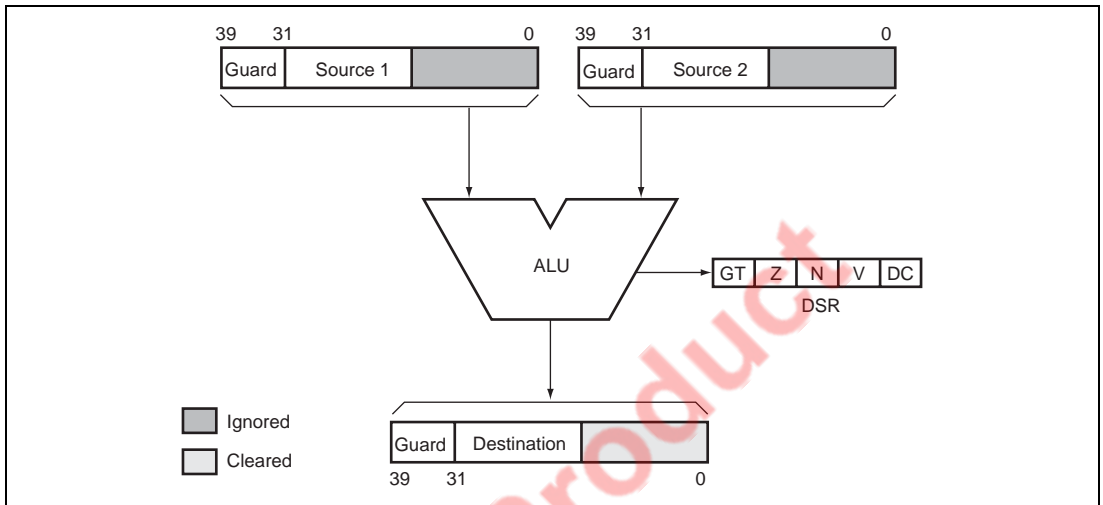 39 31 0
39 31 0
Guard Source 1
Guard Source 2
ALU
GT Z N V DC
DSR
Ignored
Cleared
Guard Destination
39 31 0
roduct